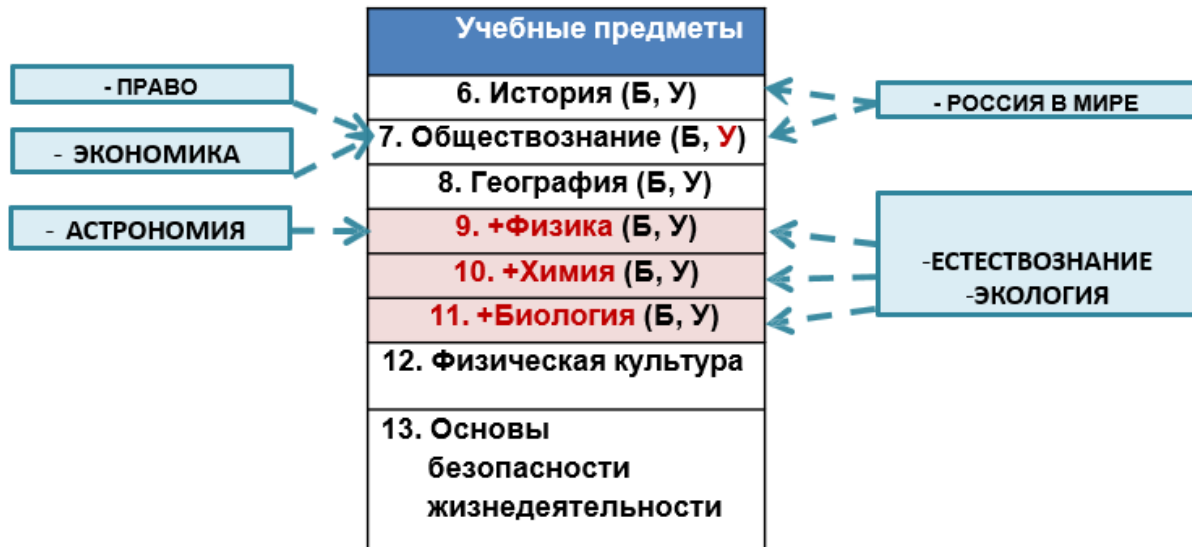 Учебные предметы
- ПРАВО
- ЭКОНОМИКА
- АСТРОНОМИЯ
6. История (Б, У)
7. Обществознание (Б, У)
8. География (Б, У)
9. +Физика (Б, У)
10. +Химия (Б, У)
11. +Биология (Б, У)
12. Физическая культура
13. Основы
безопасности
жизнедеятельности
- РОССИЯ В МИРЕ
-ЕСТЕСТВОЗНАНИЕ
-ЭКОЛОГИЯ